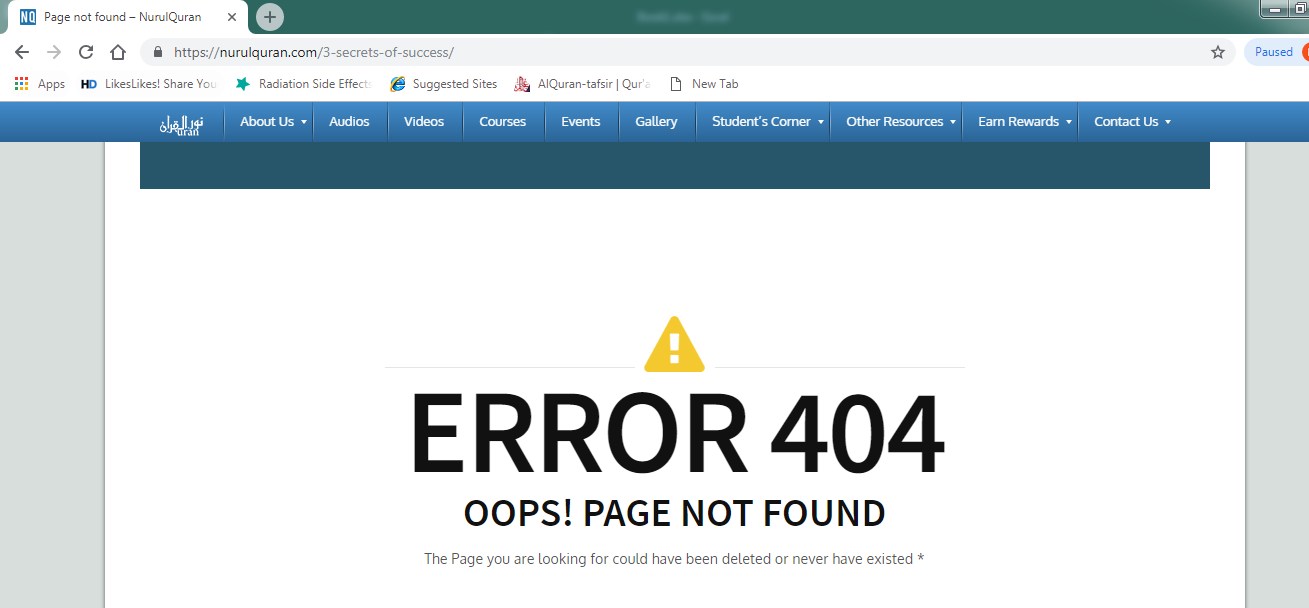 NQ Page not found – NurulQuran
https://nurulquran.com/3-secrets-of-success/
Paused
Apps HD LikesLikes! Share You Radiation Side Effects Suggested Sites AlQuran-tafsir | Qur'a New Tab
نور القرآن
quran
About Us Audios Videos Courses Events Gallery Student's Corner Other Resources Earn Rewards Contact Us
ERROR 404
OOPS! PAGE NOT FOUND
The Page you are looking for could have been deleted or never have existed *